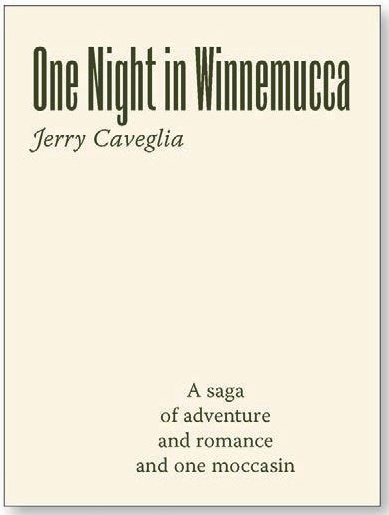 One Night in Winnemucca
Jerry Caveglia
A saga
of adventure
and romance
and one moccasin